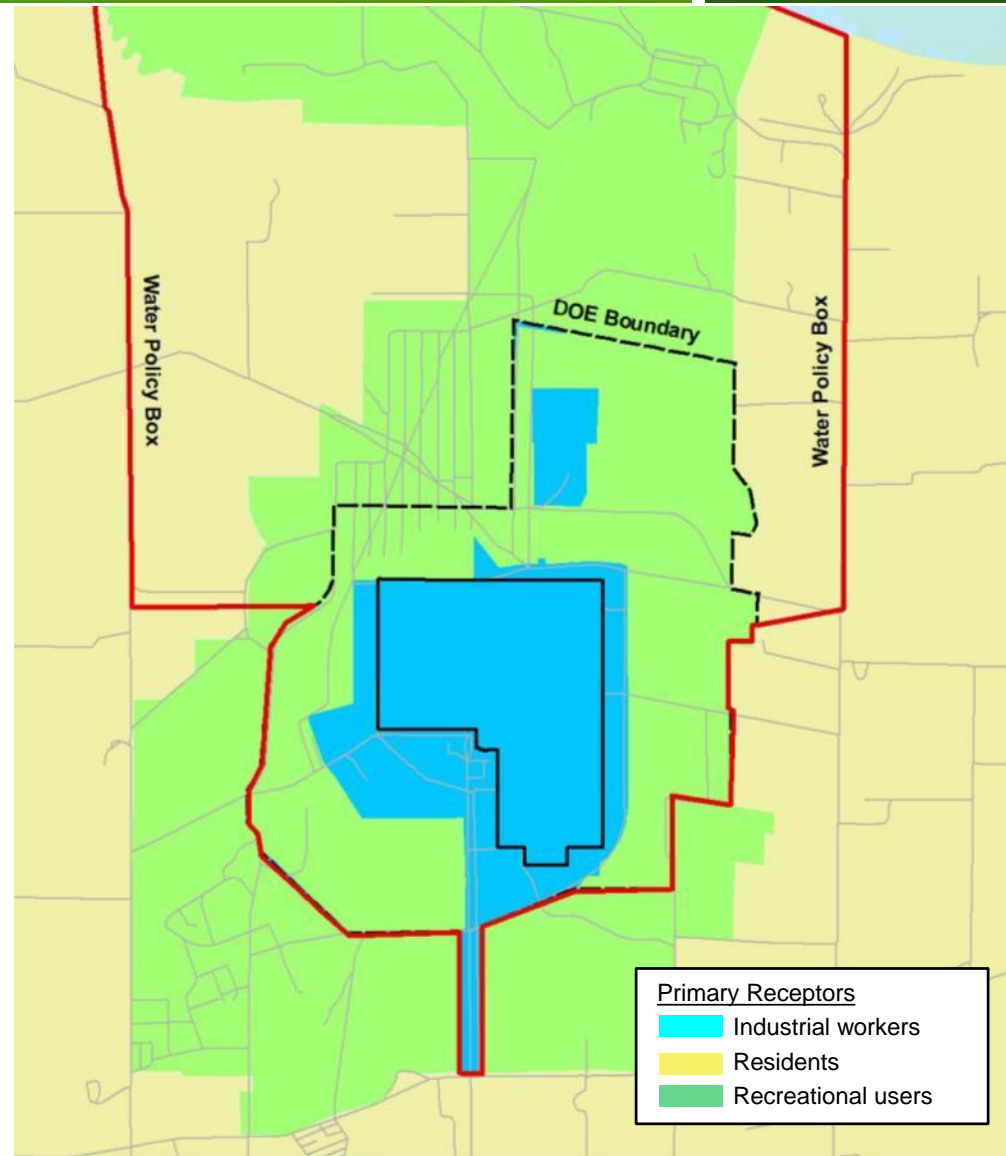 Water Policy Box
DOE Boundary
Water Policy Box
Primary Receptors
Industrial workers
Residents
Recreational users